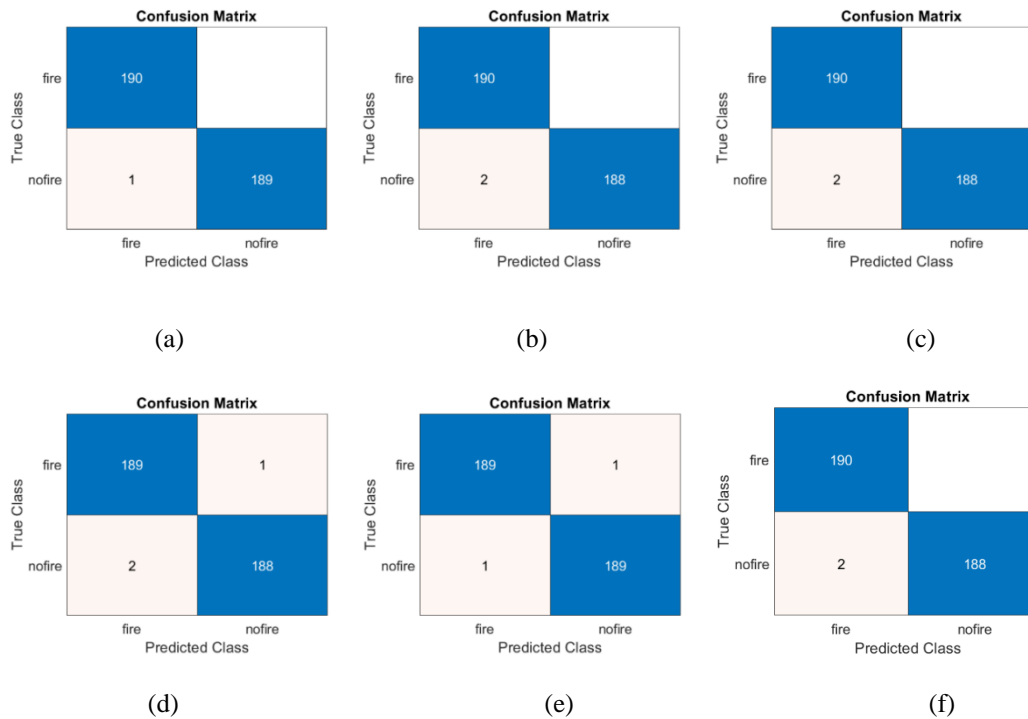 Confusion Matrix
fire
190
True Class
nofire
1
189
fire
nofire
Predicted Class
(a)
Confusion Matrix
fire
190
True Class
nofire
2
188
fire
nofire
Predicted Class
(b)
Confusion Matrix
fire
190
True Class
nofire
2
188
fire
nofire
Predicted Class
(c)
Confusion Matrix
fire
189
1
True Class
nofire
2
188
fire
nofire
Predicted Class
(d)
Confusion Matrix
fire
189
1
True Class
nofire
1
189
fire
nofire
Predicted Class
(e)
Confusion Matrix
fire
190
True Class
nofire
2
188
fire
nofire
Predicted Class
(f)